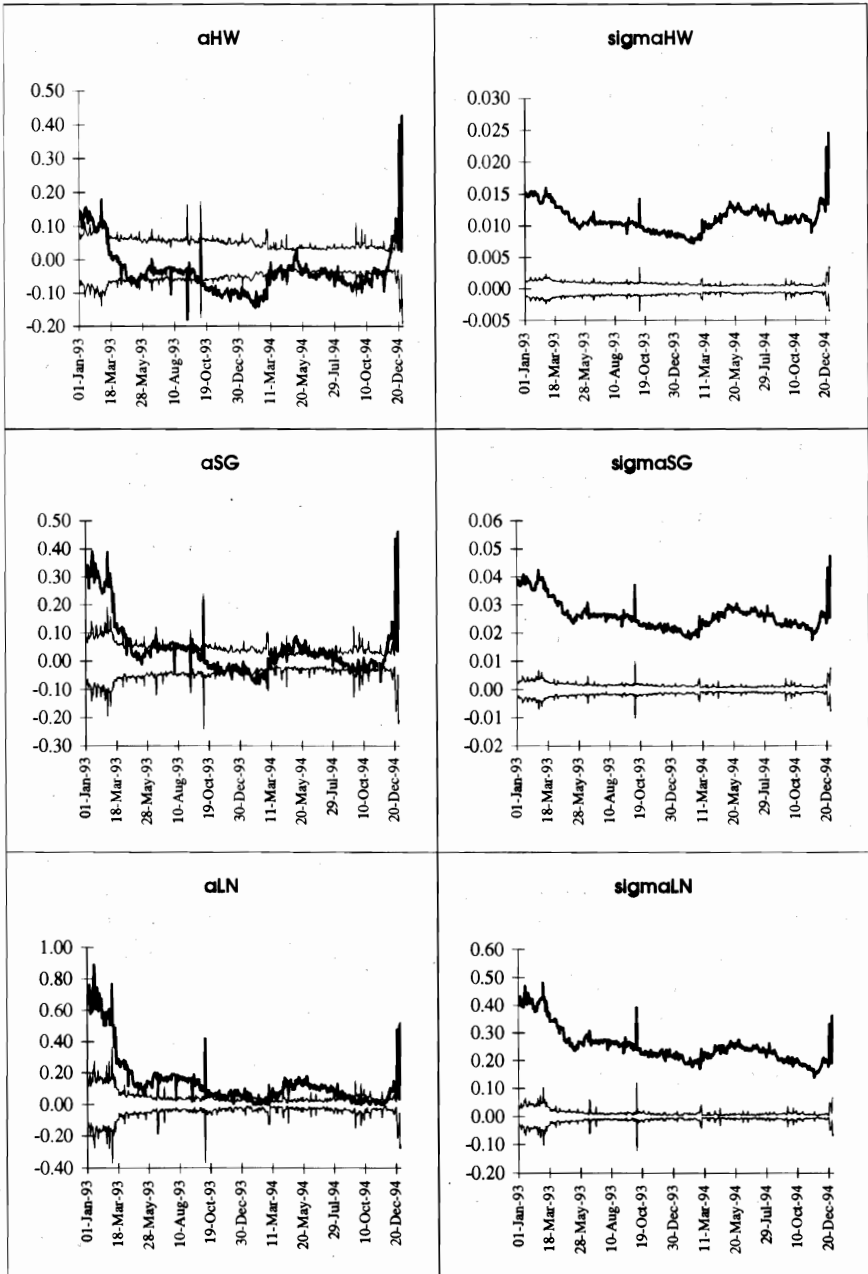 aHW
0.50
0.40
0.30
0.20
0.10
0.00
-0.10
-0.20
01-Jan-93
18-Mar-93
28-May-93
10-Aug-93
19-Oct-93
30-Dec-93
11-Mar-94
20-May-94
29-Jul-94
10-Oct-94
20-Dec-94
sigmaHW
0.030
0.025
0.020
0.015
0.010
0.005
0.000
-0.005
01-Jan-93
18-Mar-93
28-May-93
10-Aug-93
19-Oct-93
30-Dec-93
11-Mar-94
20-May-94
29-Jul-94
10-Oct-94
20-Dec-94
aSG
0.50
0.40
0.30
0.20
0.10
0.00
-0.10
-0.20
-0.30
01-Jan-93
18-Mar-93
28-May-93
10-Aug-93
19-Oct-93
30-Dec-93
11-Mar-94
20-May-94
29-Jul-94
10-Oct-94
20-Dec-94
sigmaSG
0.06
0.05
0.04
0.03
0.02
0.01
0.00
-0.01
-0.02
01-Jan-93
18-Mar-93
28-May-93
10-Aug-93
19-Oct-93
30-Dec-93
11-Mar-94
20-May-94
29-Jul-94
10-Oct-94
20-Dec-94
aLN
1.00
0.80
0.60
0.40
0.20
0.00
-0.20
-0.40
01-Jan-93
18-Mar-93
28-May-93
10-Aug-93
19-Oct-93
30-Dec-93
11-Mar-94
20-May-94
29-Jul-94
10-Oct-94
20-Dec-94
sigmaLN
0.60
0.50
0.40
0.30
0.20
0.10
0.00
-0.10
-0.20
01-Jan-93
18-Mar-93
28-May-93
10-Aug-93
19-Oct-93
30-Dec-93
11-Mar-94
20-May-94
29-Jul-94
10-Oct-94
20-Dec-94